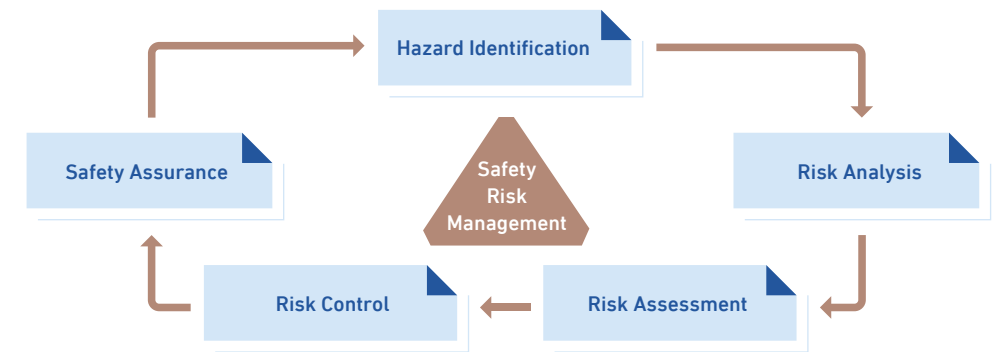 Hazard Identification
Safety Assurance
Safety
Risk
Management
Risk Analysis
Risk Control
Risk Assessment